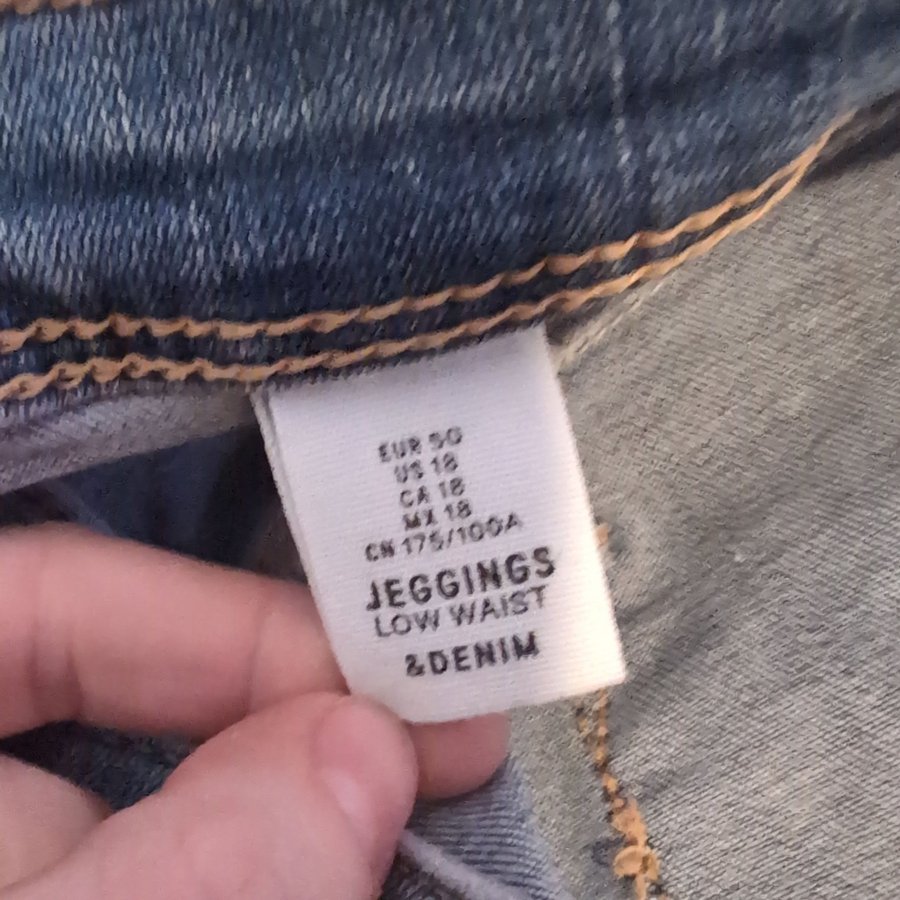 EUR 50
US 18
CA 18
MX 18
CN 175/100A
JEGGINGS
LOW WAIST
&DENIM